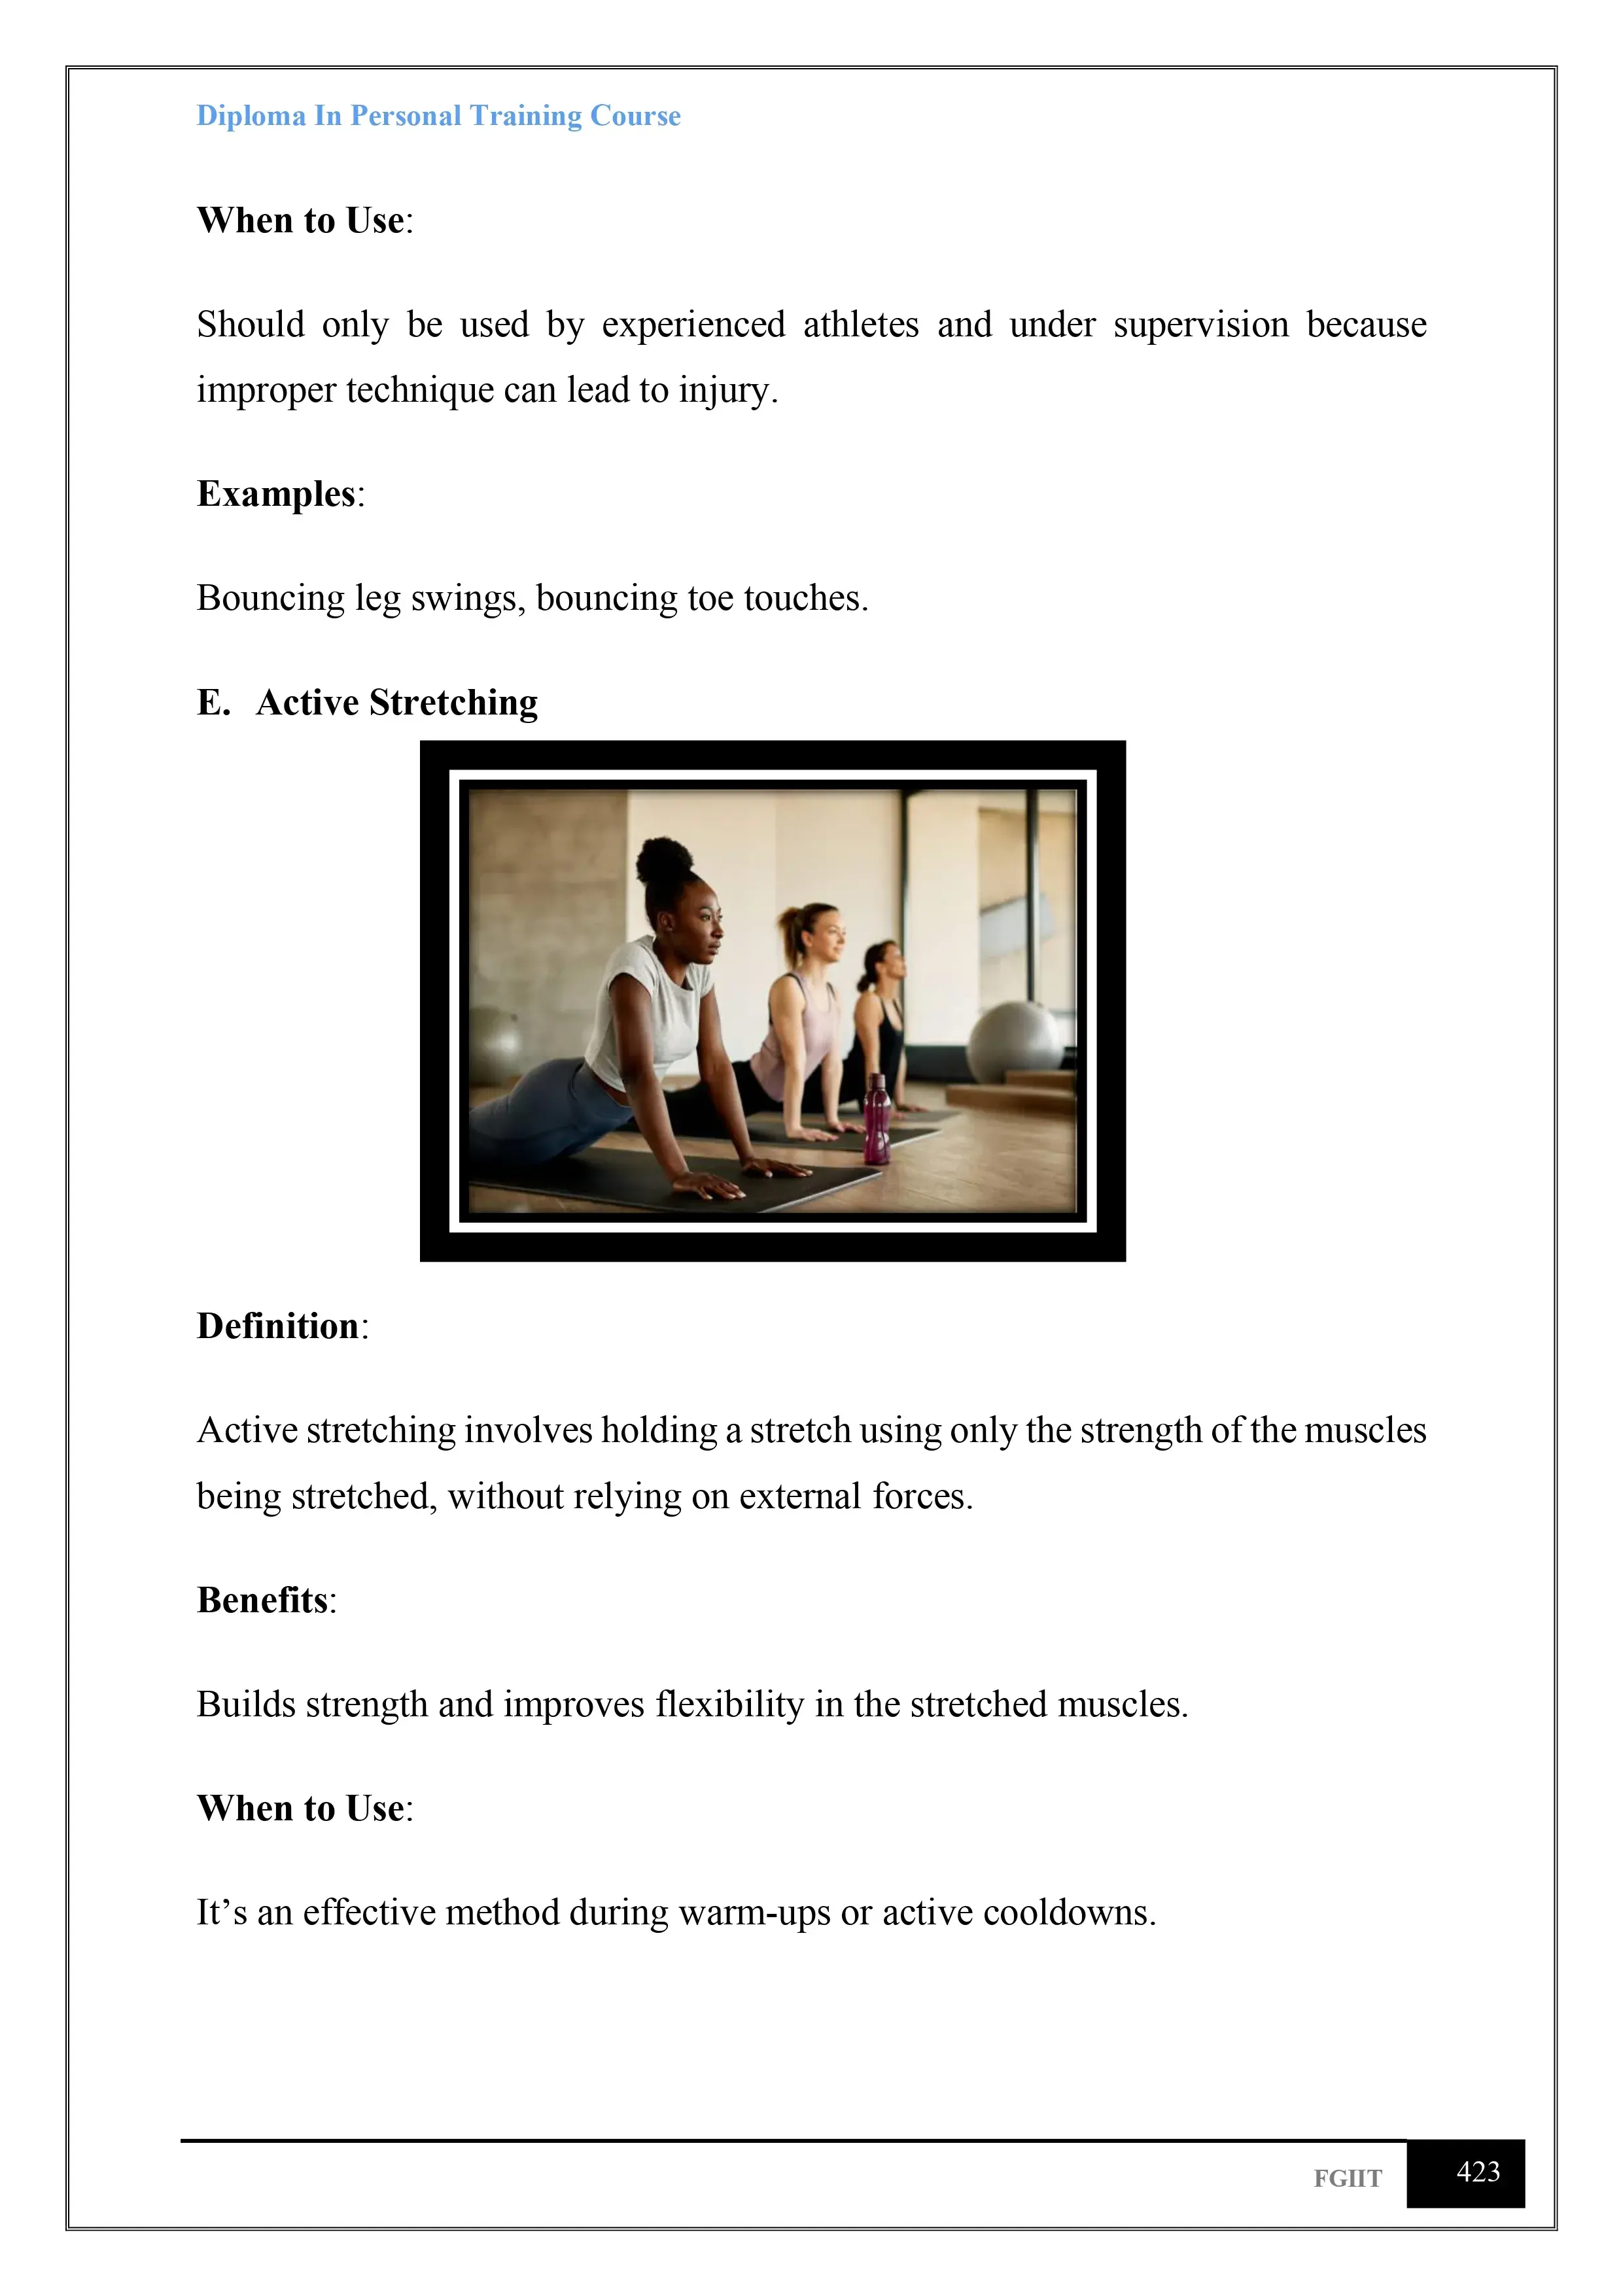 Diploma In Personal Training Course
When to Use:
Should only be used by experienced athletes and under supervision because
improper technique can lead to injury.
Examples:
Bouncing leg swings, bouncing toe touches.
E. Active Stretching
Definition:
Active stretching involves holding a stretch using only the strength of the muscles
being stretched, without relying on external forces.
Benefits:
Builds strength and improves flexibility in the stretched muscles.
When to Use:
It’s an effective method during warm-ups or active cooldowns.
FGIIT 423